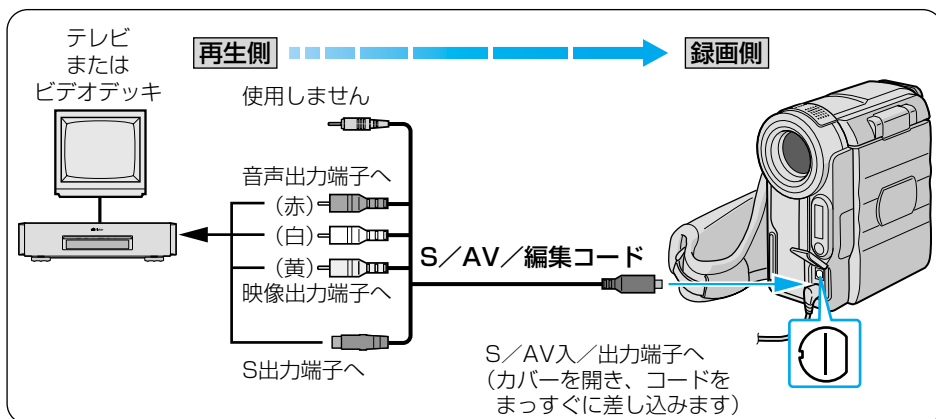 テレビ
または
ビデオデッキ
再生側
録画側
使用しません
音声出力端子へ
（赤）
（白）
（黄）
映像出力端子へ
S出力端子へ
S／AV／編集コード
S／AV入／出力端子へ
（カバーを開き、コードを
まっすぐに差し込みます）